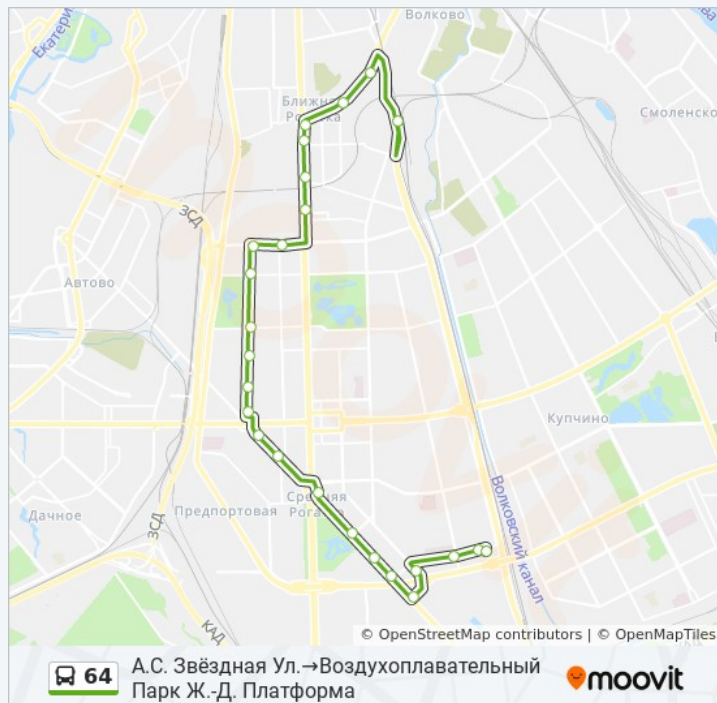 Волково
Екатери
Ближняя
Рогатка
Смоленско
ЗСД
Автово
Купчино
Волковский канал
Средняя
Рогатка
Предпортовая
Дачное
ЗСД
КАД
© OpenStreetMap contributors | © OpenMapTiles
64
А.С. Звёздная Ул.→Воздухоплавательный
Парк Ж.-Д. Платформа
moovit